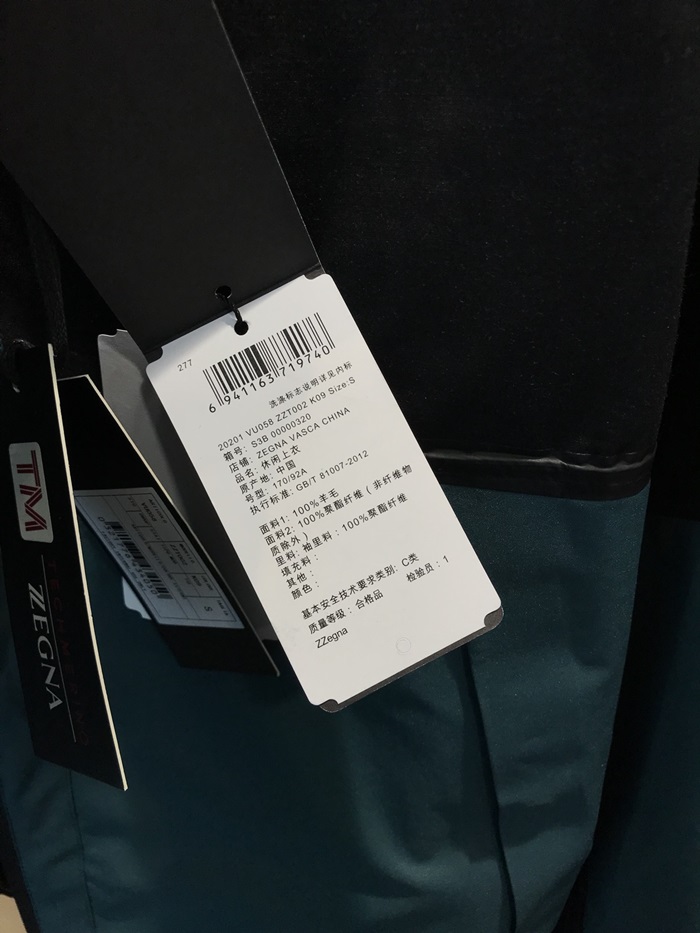 277
6 941163 719740
洗涤标志说明详见内标
20201 VU058 ZZT002 K09 Size:S
箱号: S3B 00000320
店铺: ZEGNA VASCA CHINA
品名: 休闲上衣
原产地: 中国
号型: 170/92A
执行标准: GB/T 81007-2012
面料1: 100%羊毛
面料2: 100%聚酯纤维（非纤维物
质除外）
里料: 袖里料：100%聚酯纤维
填充料：
其他：
颜色：
基本安全技术要求类别: C类
质量等级: 合格品 检验员：1
ZZegna
TM
TECHMERINO
ZZEGNA
S